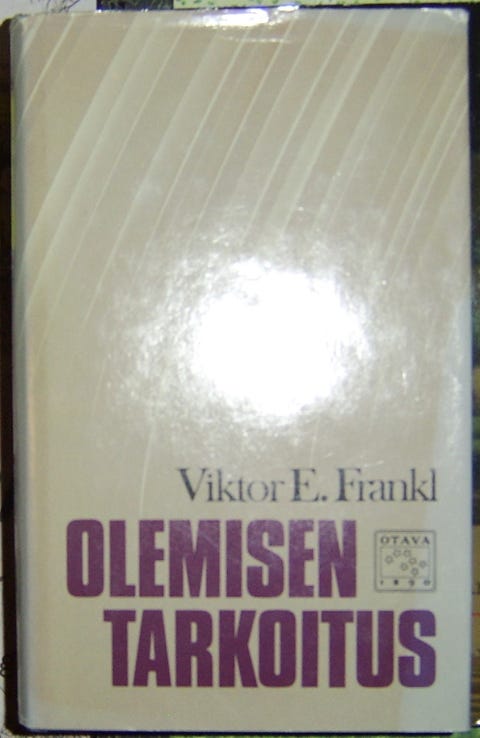 Viktor E. Frankl
OLEMISEN
OTAVA
1890
TARKOITUS